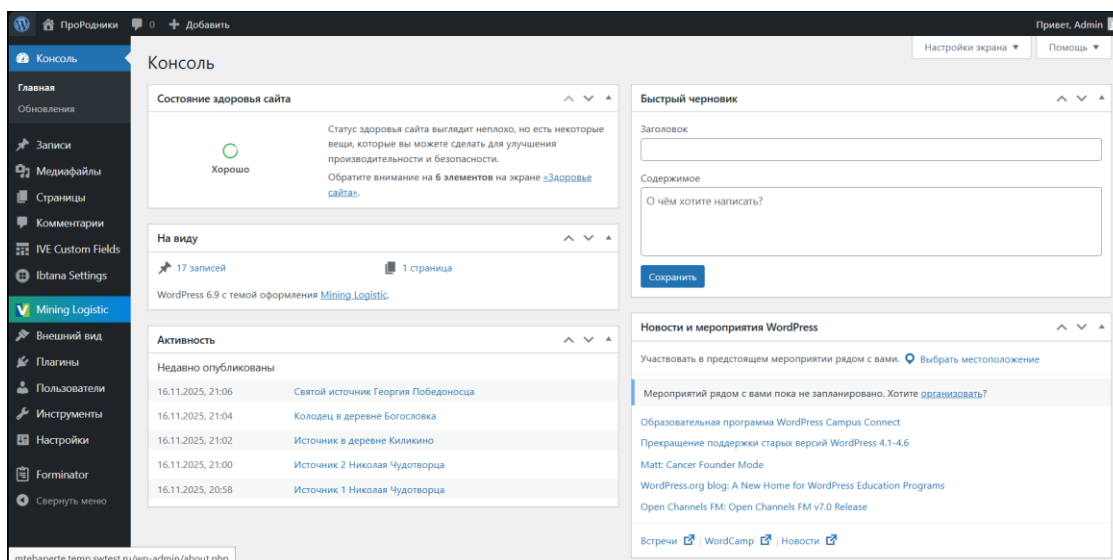 ПроРодники 0 Добавить Привет, Admin
Настройки экрана Помощь
Консоль
Главная
Обновления
Записи
Медиафайлы
Страницы
Комментарии
IVE Custom Fields
Ibtana Settings
Mining Logistic
Внешний вид
Плагины
Пользователи
Инструменты
Настройки
Forminator
Свернуть меню
Консоль
Состояние здоровья сайта
Хорошо
Статус здоровья сайта выглядит неплохо, но есть некоторые
вещи, которые вы можете сделать для улучшения
производительности и безопасности.
Обратите внимание на 6 элементов на экране «Здоровье
сайта».
На виду
17 записей 1 страница
WordPress 6.9 с темой оформления Mining Logistic.
Активность
Недавно опубликованы
16.11.2025, 21:06 Святой источник Георгия Победоносца
16.11.2025, 21:04 Колодец в деревне Богословка
16.11.2025, 21:02 Источник в деревне Киликино
16.11.2025, 21:00 Источник 2 Николая Чудотворца
16.11.2025, 20:58 Источник 1 Николая Чудотворца
Быстрый черновик
Заголовок
Содержимое
О чём хотите написать?
Сохранить
Новости и мероприятия WordPress
Участвовать в предстоящем мероприятии рядом с вами. Выбрать местоположение
Мероприятий рядом с вами пока не запланировано. Хотите организовать?
Образовательная программа WordPress Campus Connect
Прекращение поддержки старых версий WordPress 4.1-4.6
Matt: Cancer Founder Mode
WordPress.org blog: A New Home for WordPress Education Programs
Open Channels FM: Open Channels FM v7.0 Release
Встречи | WordCamp | Новости
mtebaperte.temp.swtest.ru/wp-admin/about.php